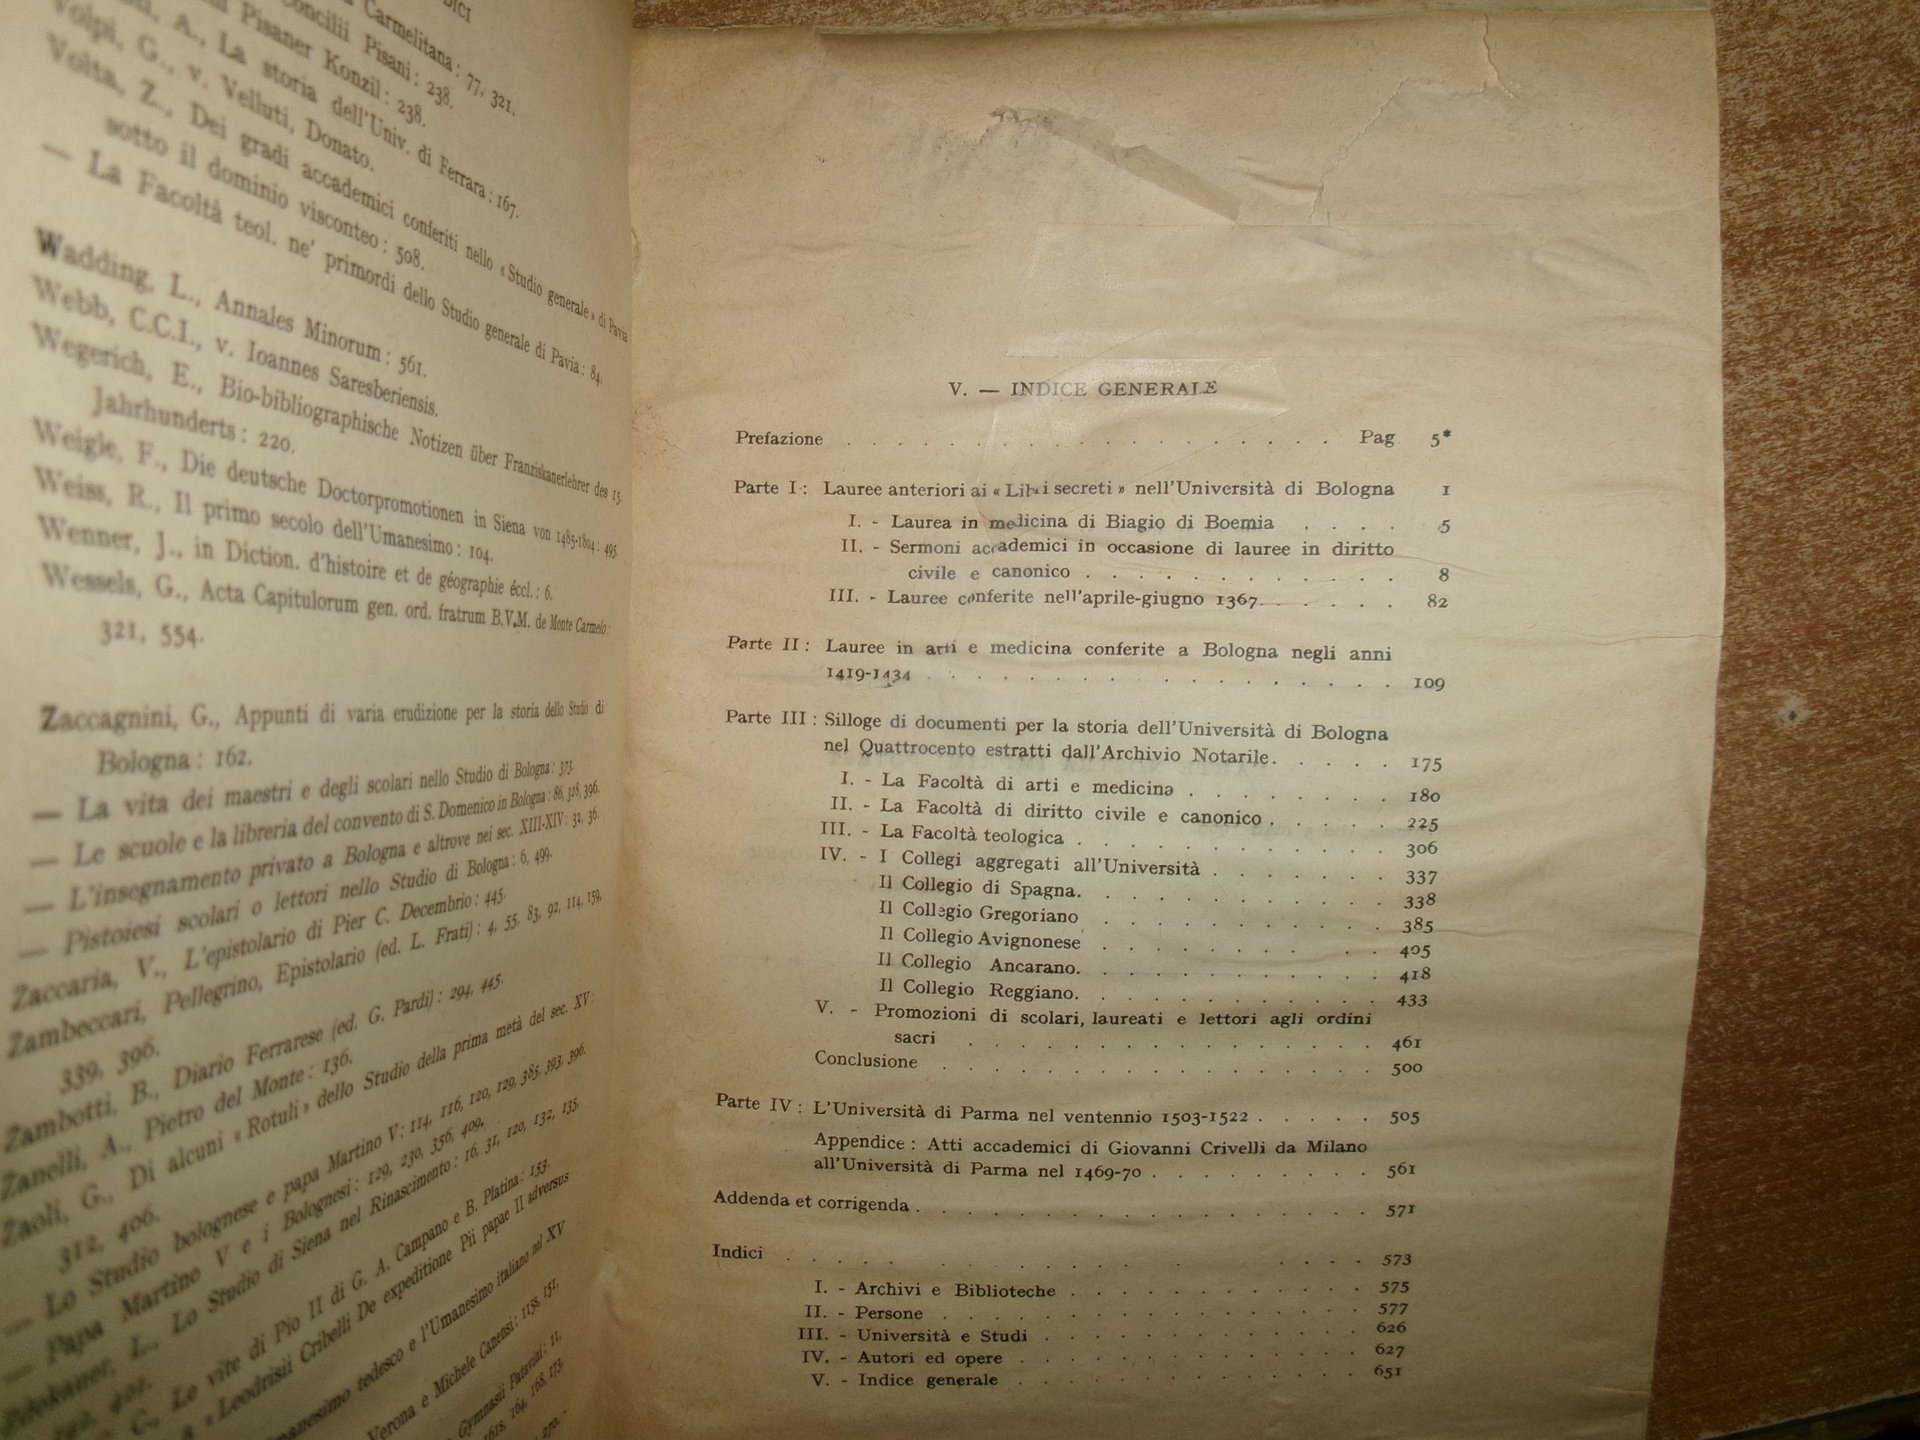 DICI
Carmelitana: 77, 321.
Concilii Pisani: 238.
Pisaner Konzil: 238.
A., La storia dell'Univ. di Ferrara: 167.
Volpi, G., v. Velluti, Donato.
Volta, Z., Dei gradi accademici conferiti nello «Studio generale» di Pavia
sotto il dominio visconteo: 508.
— La Facoltà teol. ne' primordi dello Studio generale di Pavia: 84.
Wadding, L., Annales Minorum: 561.
Webb, C.C.I., v. Ioannes Saresberiensis.
Wegerich, E., Bio-bibliographische Notizen über Franziskanerlehrer des 15.
Jahrhunderts: 220.
Weigle, F., Die deutsche Doctorpromotionen in Siena von 1485-1804: 495.
Weiss, R., Il primo secolo dell'Umanesimo: 104.
Wenner, J., in Diction. d'histoire et de géographie éccl.: 6.
Wessels, G., Acta Capitulorum gen. ord. fratrum B.V.M. de Monte Carmelo:
321, 554.
Zaccagnini, G., Appunti di varia erudizione per la storia dello Studio di
Bologna: 162.
— La vita dei maestri e degli scolari nello Studio di Bologna: 373.
— Le scuole e la libreria del convento di S. Domenico in Bologna: 86, 328, 396.
— L'insegnamento privato a Bologna e altrove nei sec. XIII-XIV: 32, 36.
— Pistoiesi scolari o lettori nello Studio di Bologna: 6, 499.
Zaccaria, V., L'epistolario di Pier C. Decembrio: 445.
Zambeccari, Pellegrino, Epistolario (ed. L. Frati): 4, 55, 83, 92, 114, 159,
339, 396.
Zambotti, B., Diario Ferrarese (ed. G. Pardi): 294, 445.
Zanelli, A., Pietro del Monte: 136.
Zaoli, G., Di alcuni «Rotuli» dello Studio della prima metà del sec. XV:
312, 406.
— Lo Studio bolognese e papa Martino V: 114, 116, 120, 129, 385, 393, 396.
— Papa Martino V e i Bolognesi: 129, 230, 356, 409.
L., Lo Studio di Siena nel Rinascimento: 16, 31, 120, 132, 135,
G., Le vite di Pio II di G. A. Campano e B. Platina: 153.
«Leodrisii Cribelli De expeditione Pii papae II adversus
tedesco e l'Umanesimo italiano nel XV
Verona e Michele Canensi: 1158, 151,
Gymnasii Patavini: 11,
164, 168, 173,
270,
V. — INDICE GENERALE
Prefazione . . . . . Pag 5*
Parte I: Lauree anteriori ai «Libri secreti» nell'Università di Bologna 1
I. - Laurea in medicina di Biagio di Boemia . . . . 5
II. - Sermoni accademici in occasione di lauree in diritto
civile e canonico . . . . . 8
III. - Lauree conferite nell'aprile-giugno 1367 . . . . . 82
Parte II: Lauree in arti e medicina conferite a Bologna negli anni
1419-1434 . . . . . 109
Parte III: Silloge di documenti per la storia dell'Università di Bologna
nel Quattrocento estratti dall'Archivio Notarile . . . . . 175
I. - La Facoltà di arti e medicina . . . . . 180
II. - La Facoltà di diritto civile e canonico . . . . . 225
III. - La Facoltà teologica . . . . . 306
IV. - I Collegi aggregati all'Università . . . . . 337
Il Collegio di Spagna . . . . . 338
Il Collegio Gregoriano . . . . . 385
Il Collegio Avignonese . . . . . 405
Il Collegio Ancarano . . . . . 418
Il Collegio Reggiano . . . . . 433
V. - Promozioni di scolari, laureati e lettori agli ordini
sacri . . . . . 461
Conclusione . . . . . 500
Parte IV: L'Università di Parma nel ventennio 1503-1522 . . . . . 505
Appendice: Atti accademici di Giovanni Crivelli da Milano
all'Università di Parma nel 1469-70 . . . . . 561
Addenda et corrigenda . . . . . 571
Indici . . . . . 573
I. - Archivi e Biblioteche . . . . . 575
II. - Persone . . . . . 577
III. - Università e Studi . . . . . 626
IV. - Autori ed opere . . . . . 627
V. - Indice generale . . . . . 651